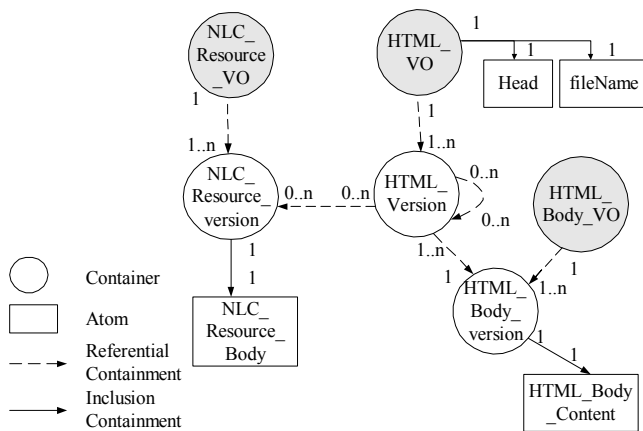 NLC_
Resource
_VO
HTML_
_VO
1
1
1
Head
fileName
1
1
1..n
1..n
NLC_
Resource_
version
0..n
0..n
HTML_
Version
0..n
0..n
HTML_
Body_VO
1..n
1
1
1..n
1
1
HTML_
Body_
version
1
1
NLC_
Resource_
Body
HTML_Body
_Content
Container
Atom
Referential
Containment
Inclusion
Containment